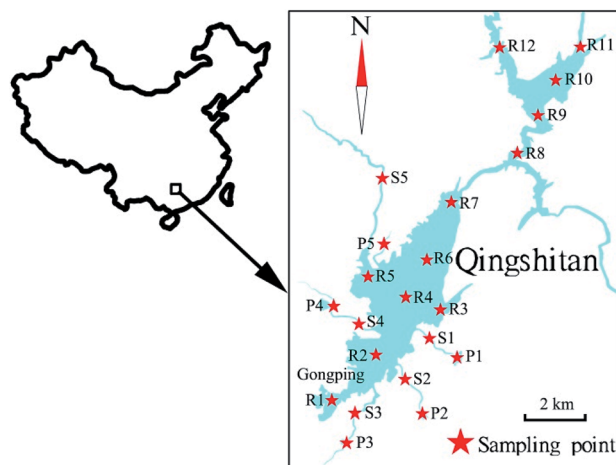 N
R12
R11
R10
R9
R8
S5
R7
P5
R6
Qingshitan
R5
R4
P4
R3
S4
S1
R2
P1
Gongping
S2
R1
S3
P2
2 km
P3
Sampling point